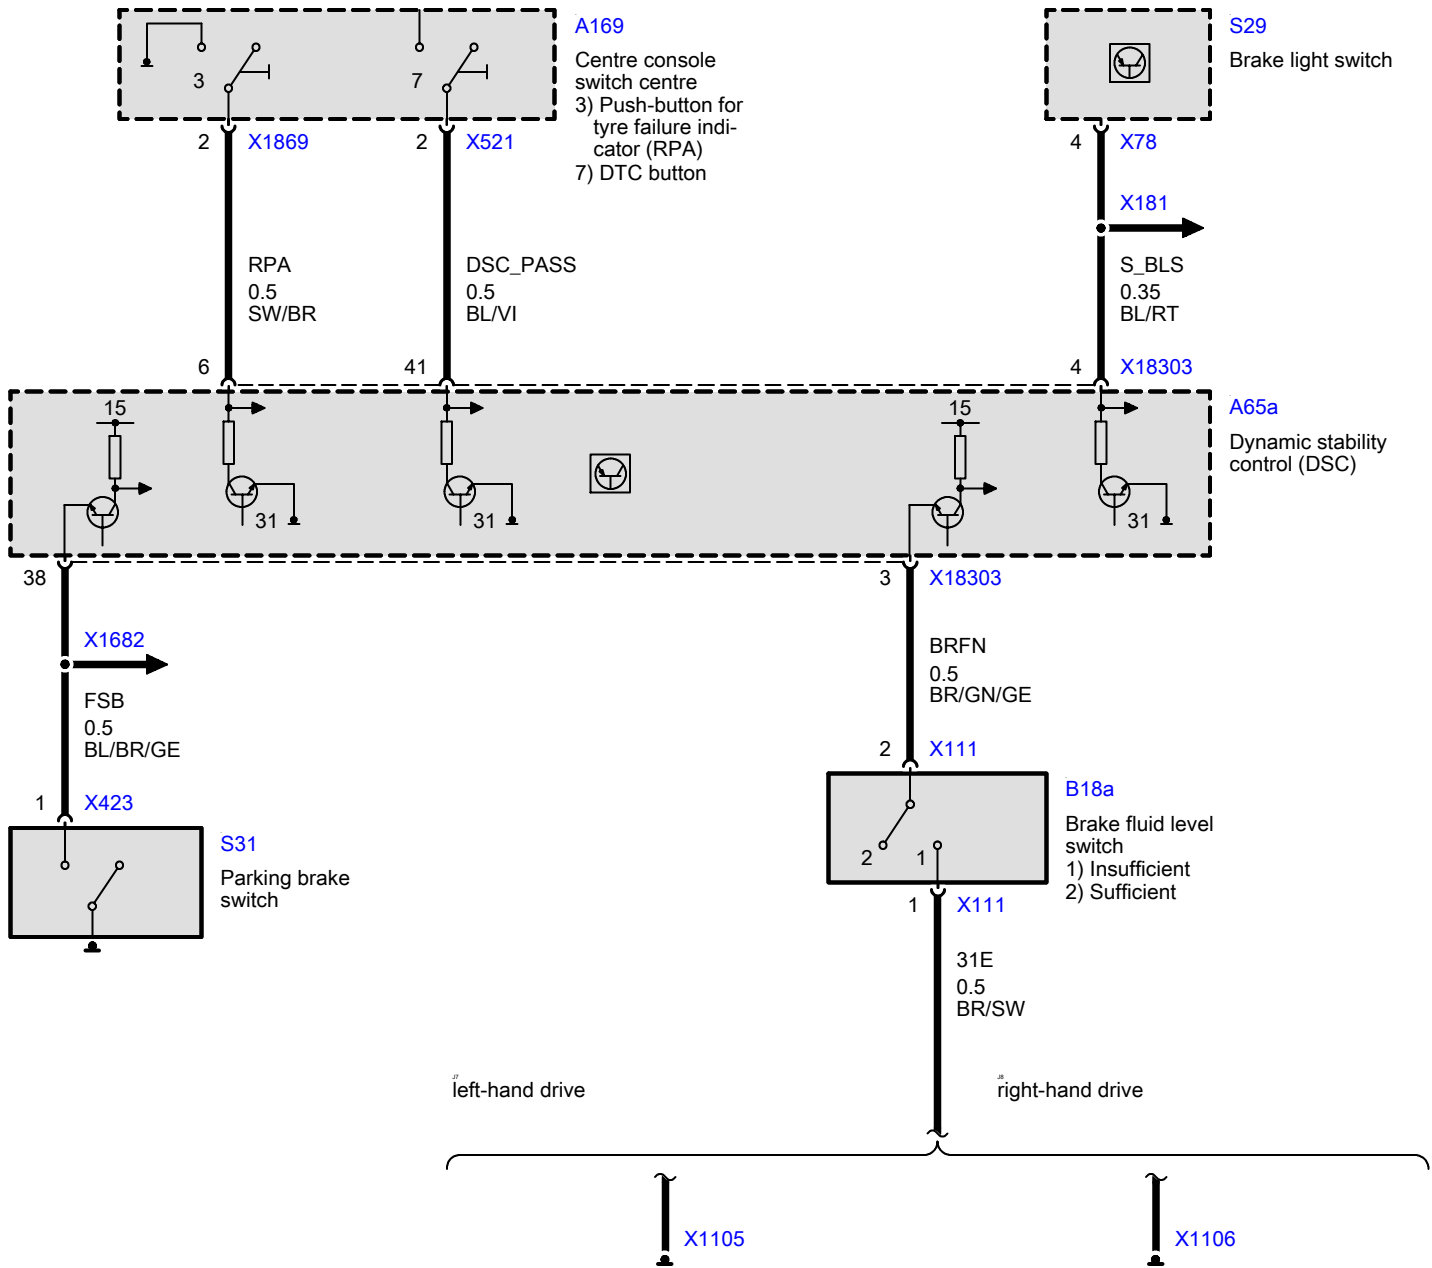 A169
Centre console
switch centre
3) Push-button for
tyre failure indi-
cator (RPA)
7) DTC button
S29
Brake light switch
3
7
2
X1869
2
X521
4
X78
X181
RPA
0.5
SW/BR
DSC_PASS
0.5
BL/VI
S_BLS
0.35
BL/RT
6
41
4
X18303
15
31
31
15
31
A65a
Dynamic stability
control (DSC)
38
3
X18303
X1682
FSB
0.5
BL/BR/GE
BRFN
0.5
BR/GN/GE
1
X423
2
X111
S31
Parking brake
switch
2
1
B18a
Brake fluid level
switch
1) Insufficient
2) Sufficient
1
X111
31E
0.5
BR/SW
J7
left-hand drive
J8
right-hand drive
X1105
X1106